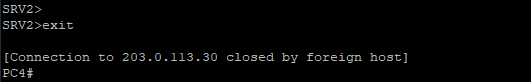 SRV2>
SRV2>exit
[Connection to 203.0.113.30 closed by foreign host]
PC4#